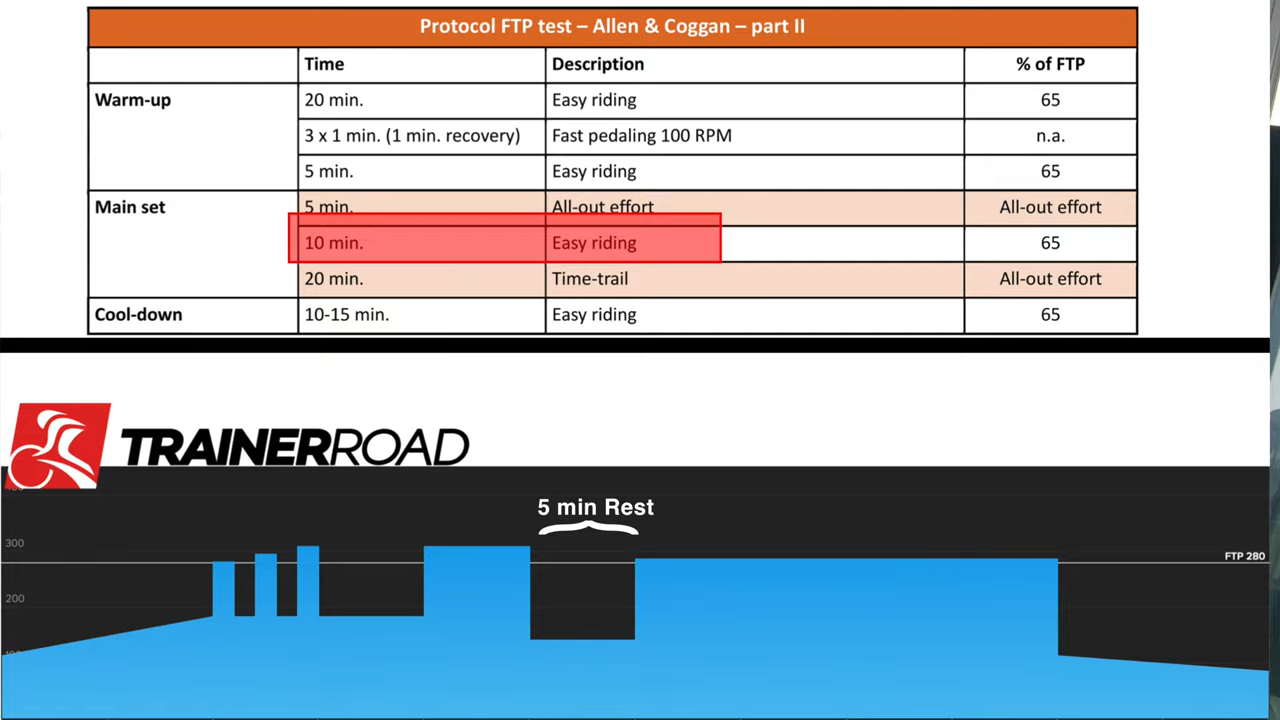 Protocol FTP test – Allen & Coggan – part II
Time Description % of FTP
Warm-up 20 min. Easy riding 65
3 x 1 min. (1 min. recovery) Fast pedaling 100 RPM n.a.
5 min. Easy riding 65
Main set 5 min. All-out effort All-out effort
10 min. Easy riding 65
20 min. Time-trail All-out effort
Cool-down 10-15 min. Easy riding 65
TRAINERROAD
5 min Rest
300
FTP 280
200